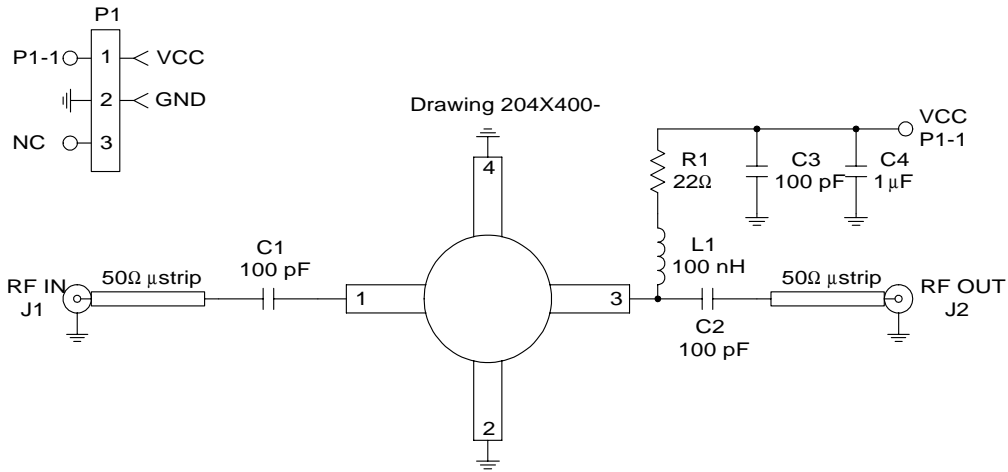 P1
P1-1 1 VCC
2 GND
NC 3
Drawing 204X400-
4
VCC
P1-1
R1
22Ω
C3
100 pF
C4
1 µF
L1
100 nH
C1
100 pF
RF IN
J1
50Ω µstrip
1
3
C2
100 pF
50Ω µstrip
RF OUT
J2
2